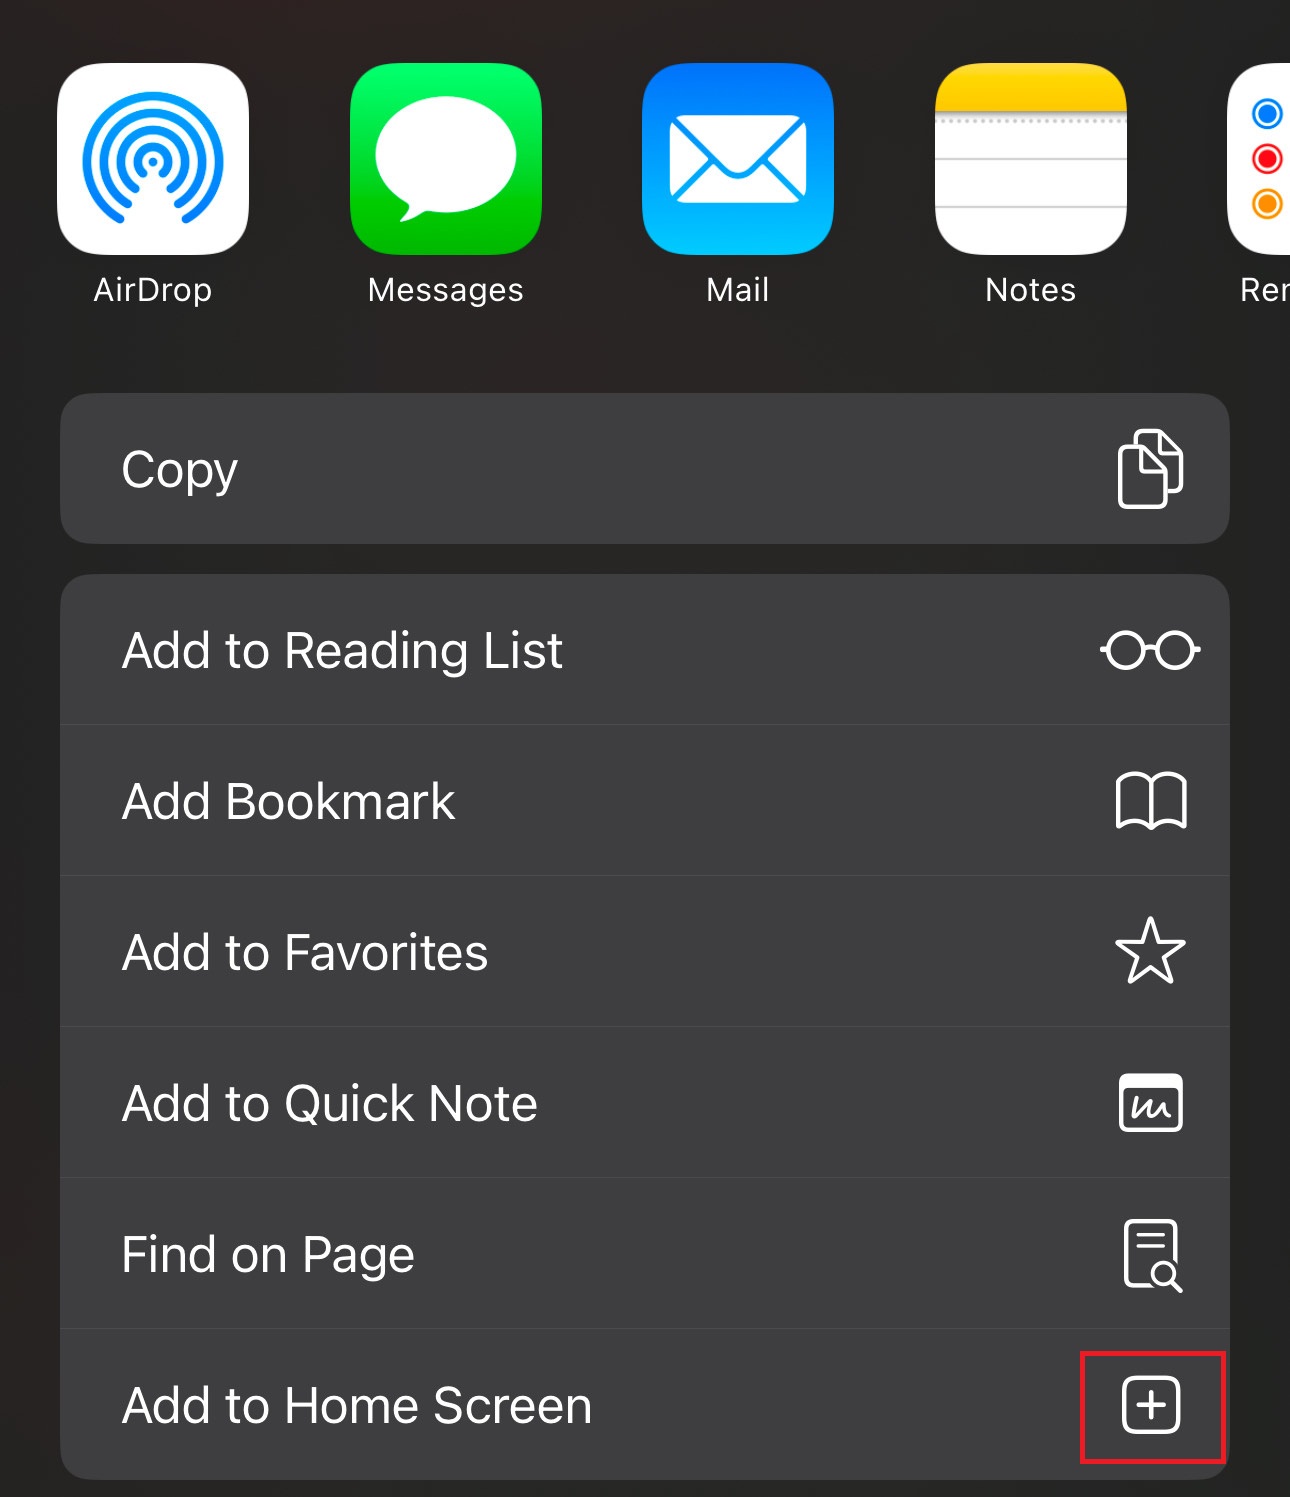 AirDrop
Messages
Mail
Notes
Copy
Add to Reading List
Add Bookmark
Add to Favorites
Add to Quick Note
Find on Page
Add to Home Screen